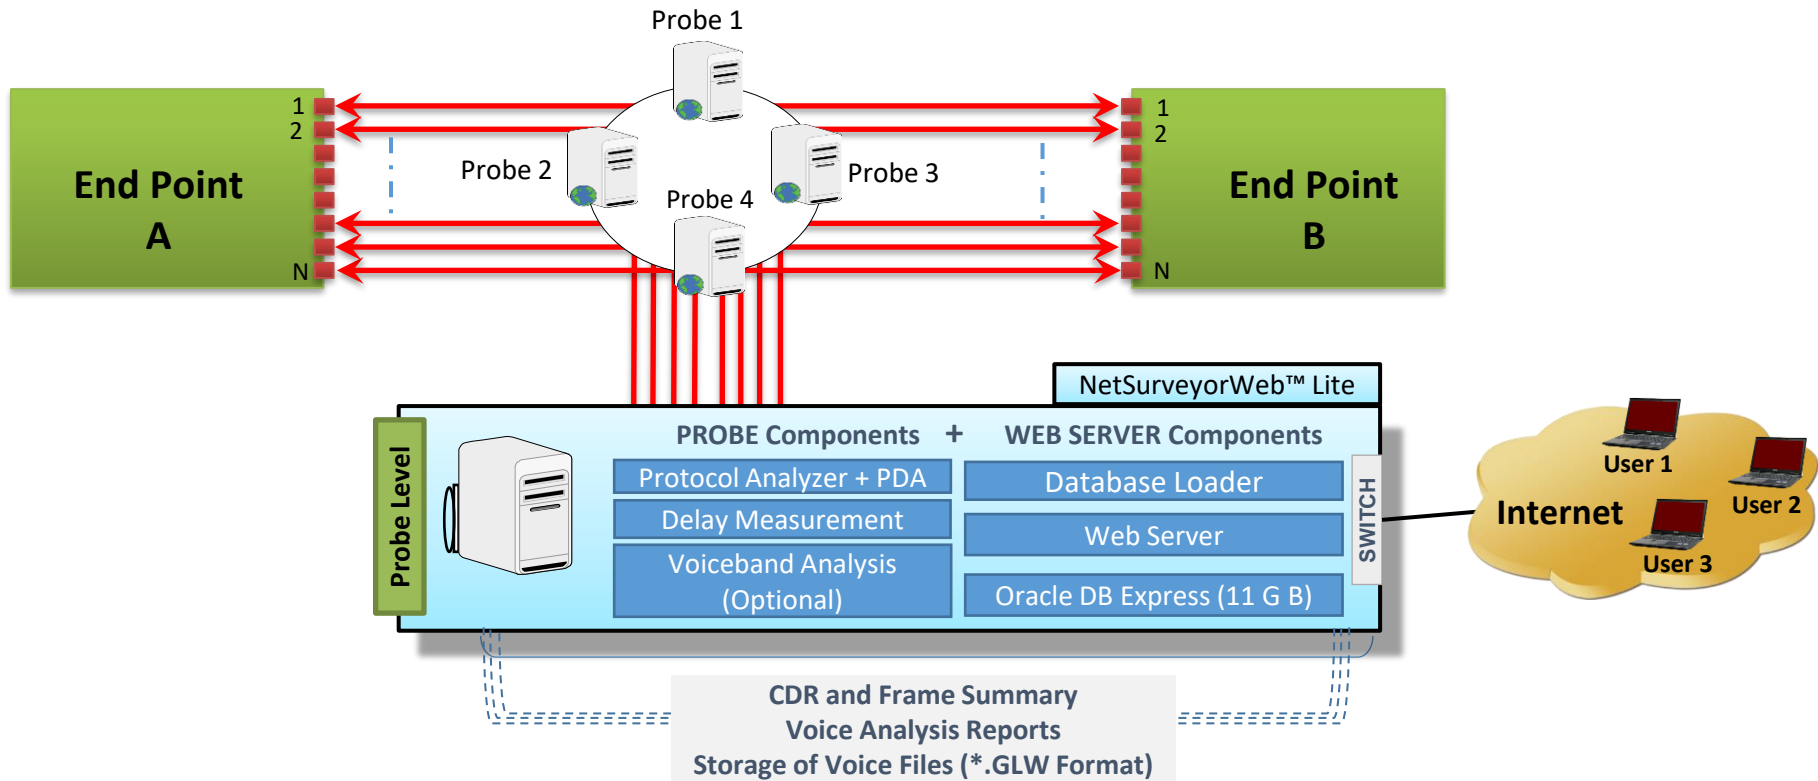 Probe 1
1
2
End Point
A
N
Probe 2
Probe 3
Probe 4
1
2
End Point
B
N
NetSurveyorWeb™ Lite
Probe Level
PROBE Components + WEB SERVER Components
Protocol Analyzer + PDA
Delay Measurement
Voiceband Analysis
(Optional)
Database Loader
Web Server
Oracle DB Express (11 G B)
SWITCH
Internet
User 1
User 2
User 3
CDR and Frame Summary
Voice Analysis Reports
Storage of Voice Files (*.GLW Format)